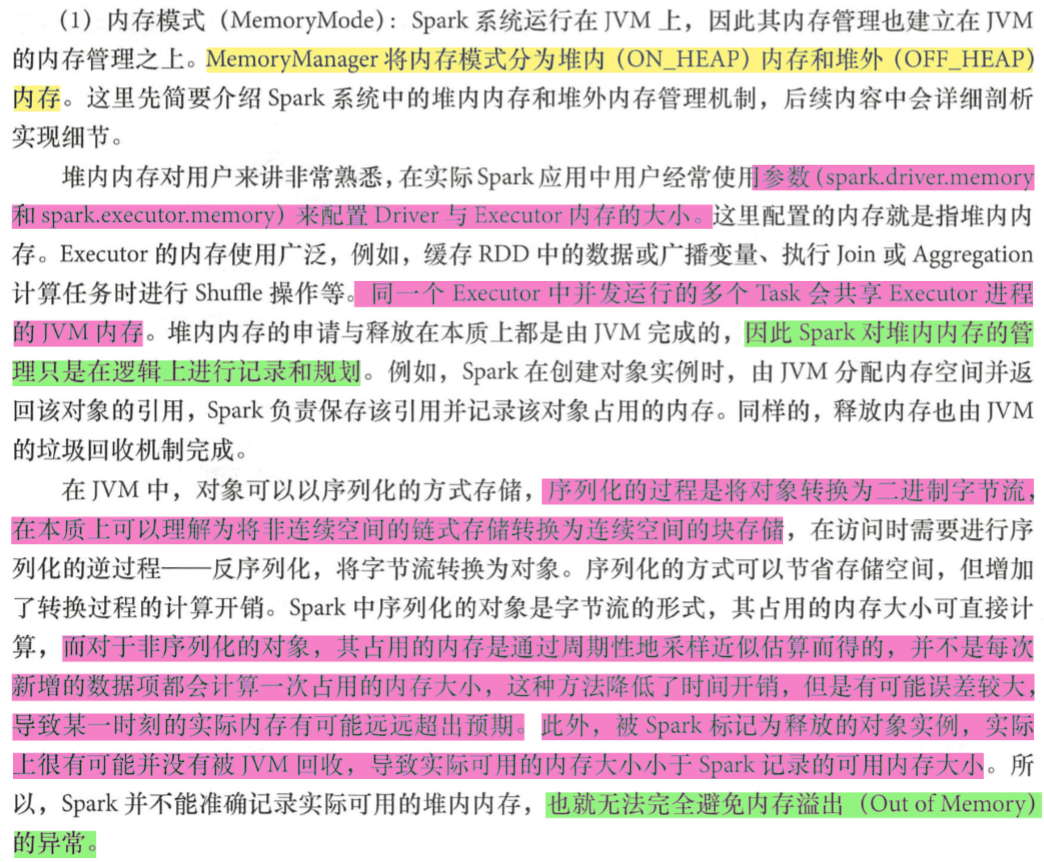 （1）内存模式（MemoryMode）：Spark 系统运行在 JVM 上，因此其内存管理也建立在 JVM
的内存管理之上。MemoryManager 将内存模式分为堆内（ON_HEAP）内存和堆外（OFF_HEAP）
内存。这里先简要介绍 Spark 系统中的堆内内存和堆外内存管理机制，后续内容中会详细剖析
实现细节。
堆内内存对用户来讲非常熟悉，在实际 Spark 应用中用户经常使用参数（spark.driver.memory
和 spark.executor.memory）来配置 Driver 与 Executor 内存的大小。这里配置的内存就是指堆内内
存。Executor 的内存使用广泛，例如，缓存 RDD 中的数据或广播变量、执行 Join 或 Aggregation
计算任务时进行 Shuffle 操作等。同一个 Executor 中并发运行的多个 Task 会共享 Executor 进程
的 JVM 内存。堆内内存的申请与释放在本质上都是由 JVM 完成的，因此 Spark 对堆内内存的管
理只是在逻辑上进行记录和规划。例如，Spark 在创建对象实例时，由 JVM 分配内存空间并返
回该对象的引用，Spark 负责保存该引用并记录该对象占用的内存。同样的，释放内存也由 JVM
的垃圾回收机制完成。
在 JVM 中，对象可以以序列化的方式存储，序列化的过程是将对象转换为二进制字节流，
在本质上可以理解为将非连续空间的链式存储转换为连续空间的块存储，在访问时需要进行序
列化的逆过程——反序列化，将字节流转换为对象。序列化的方式可以节省存储空间，但增加
了转换过程的计算开销。Spark 中序列化的对象是字节流的形式，其占用的内存大小可直接计
算，而对于非序列化的对象，其占用的内存是通过周期性地采样近似估算而得的，并不是每次
新增的数据项都会计算一次占用的内存大小，这种方法降低了时间开销，但是有可能误差较大，
导致某一时刻的实际内存有可能远远超出预期。此外，被 Spark 标记为释放的对象实例，实际
上很有可能并没有被 JVM 回收，导致实际可用的内存大小小于 Spark 记录的可用内存大小。所
以，Spark 并不能准确记录实际可用的堆内内存，也就无法完全避免内存溢出（Out of Memory）
的异常。